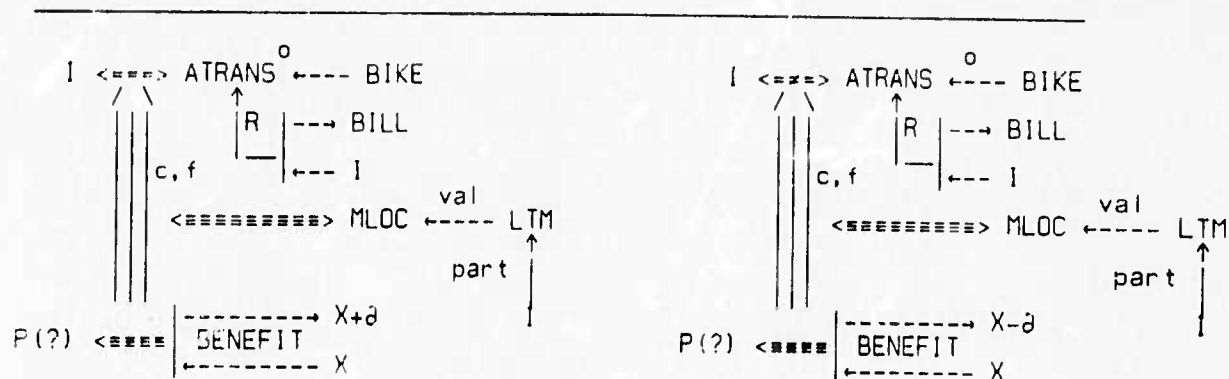 o o
I <≡≡≡> ATRANS <---- BIKE I <≡≡≡> ATRANS <---- BIKE
R ---> BILL R ---> BILL
c,f <--- I c,f <--- I
val val
<≡≡≡≡≡≡≡≡≡> MLOC <----- LTM <≡≡≡≡≡≡≡≡≡> MLOC <----- LTM
part part
--------> X+∂ --------> X-∂
P(?) <≡≡≡≡ BENEFIT P(?) <≡≡≡≡ BENEFIT
<-------- X <-------- X